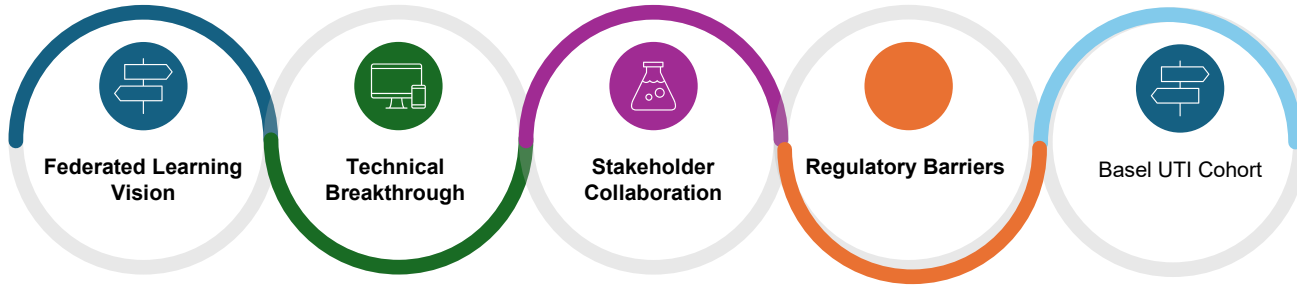 Federated Learning
Vision
Technical
Breakthrough
Stakeholder
Collaboration
Regulatory Barriers
Basel UTI Cohort